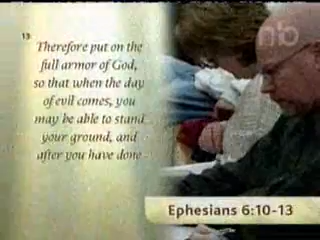 13
Therefore put on the
full armor of God,
so that when the day
of evil comes, you
may be able to stand
your ground, and
after you have done
Ephesians 6:10-13
nb